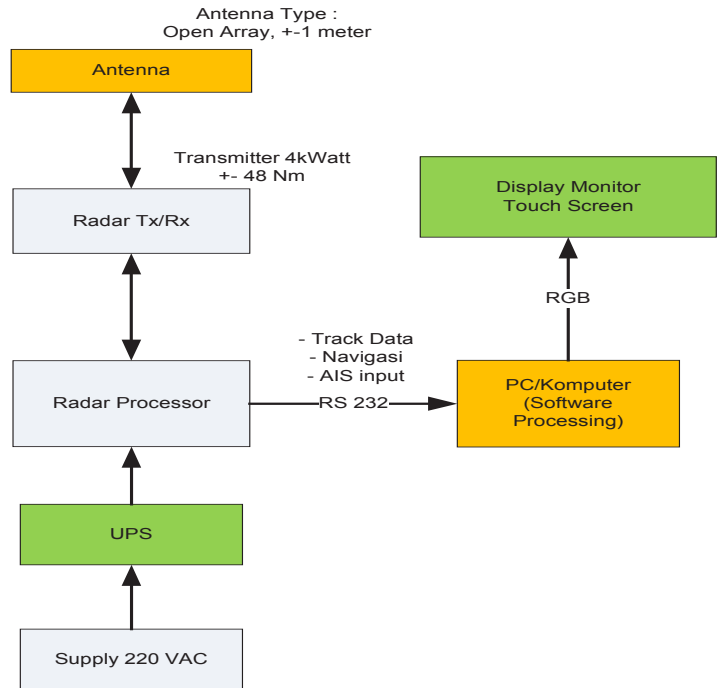 Antenna Type :
Open Array, +-1 meter
Antenna
Transmitter 4kWatt
+- 48 Nm
Radar Tx/Rx
Display Monitor
Touch Screen
RGB
- Track Data
- Navigasi
- AIS input
RS 232
Radar Processor
PC/Komputer
(Software
Processing)
UPS
Supply 220 VAC